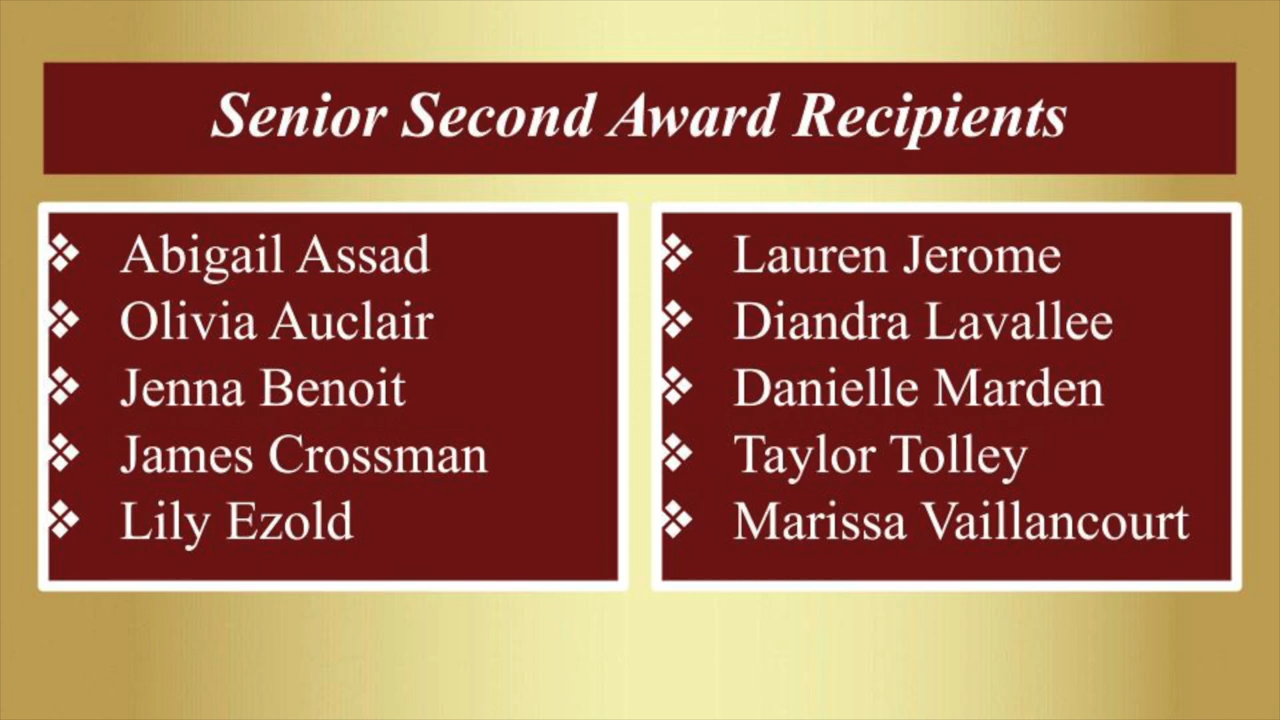 Senior Second Award Recipients
❖ Abigail Assad
❖ Olivia Auclair
❖ Jenna Benoit
❖ James Crossman
❖ Lily Ezold
❖ Lauren Jerome
❖ Diandra Lavallee
❖ Danielle Marden
❖ Taylor Tolley
❖ Marissa Vaillancourt